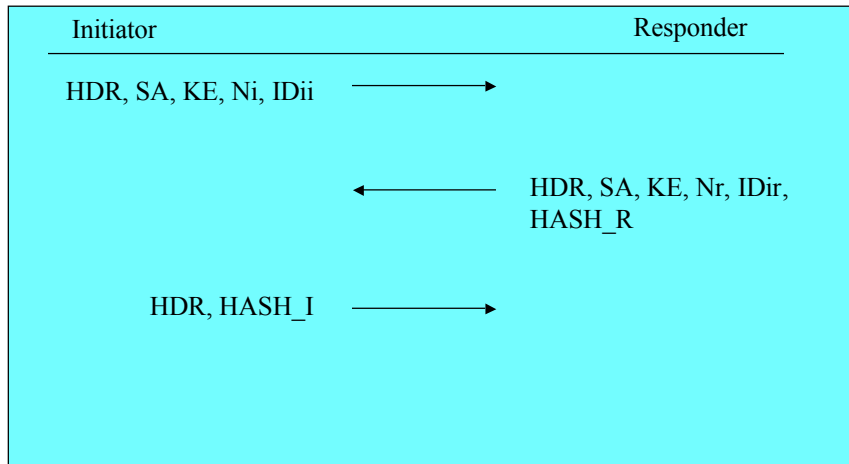 Initiator Responder
HDR, SA, KE, Ni, IDii
HDR, SA, KE, Nr, IDir,
HASH_R
HDR, HASH_I